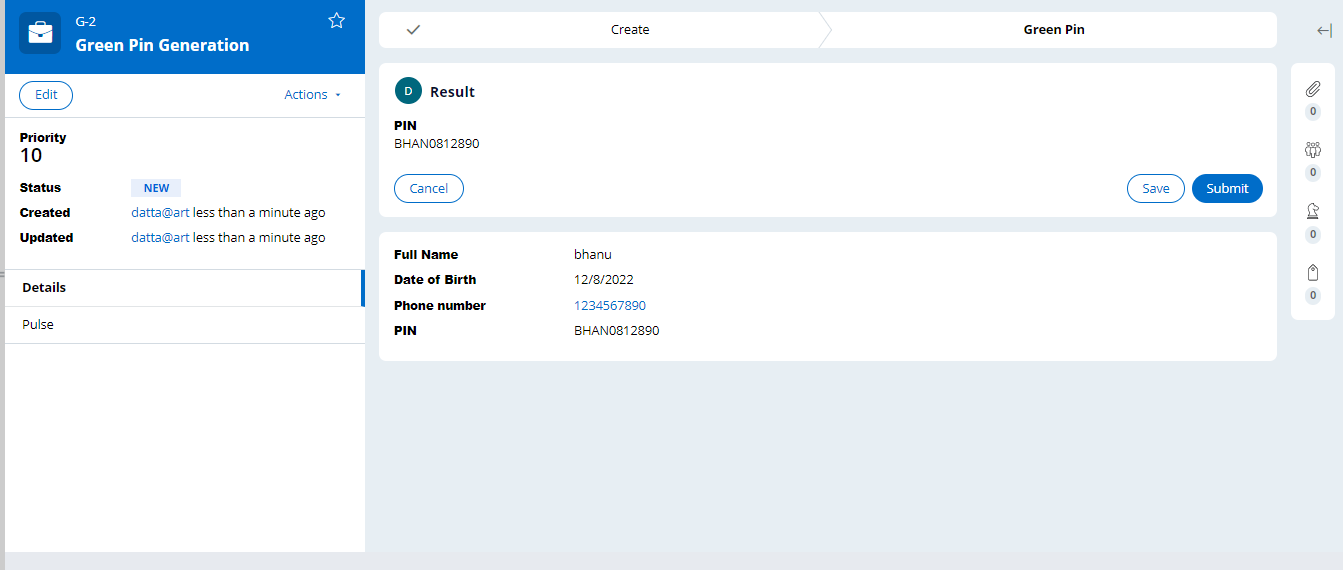 G-2
Green Pin Generation
Edit
Actions
Priority
10
Status NEW
Created datta@art less than a minute ago
Updated datta@art less than a minute ago
Details
Pulse
Create
Green Pin
D Result
PIN
BHAN0812890
Cancel Save Submit
Full Name bhanu
Date of Birth 12/8/2022
Phone number 1234567890
PIN BHAN0812890
0
0
0
0